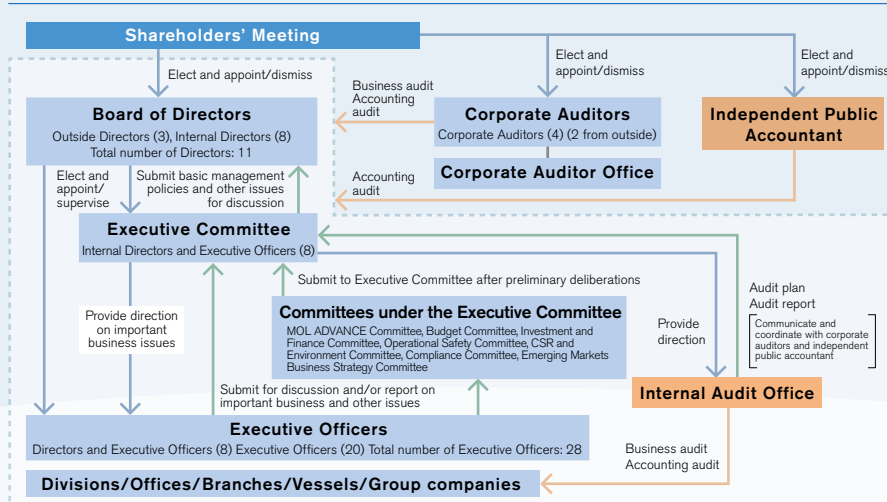 Shareholders' Meeting
Elect and appoint/dismiss
Elect and
appoint/dismiss
Elect and
appoint/dismiss
Board of Directors
Outside Directors (3), Internal Directors (8)
Total number of Directors: 11
Business audit
Accounting
audit
Corporate Auditors
Corporate Auditors (4) (2 from outside)
Corporate Auditor Office
Independent Public
Accountant
Elect and
appoint/
supervise
Submit basic management
policies and other issues
for discussion
Accounting
audit
Executive Committee
Internal Directors and Executive Officers (8)
Submit to Executive Committee after preliminary deliberations
Provide direction
on important
business issues
Committees under the Executive Committee
MOL ADVANCE Committee, Budget Committee, Investment and
Finance Committee, Operational Safety Committee, CSR and
Environment Committee, Compliance Committee, Emerging Markets
Business Strategy Committee
Provide
direction
Audit plan
Audit report
Communicate and
coordinate with corporate
auditors and independent
public accountant
Submit for discussion and/or report on
important business and other issues
Internal Audit Office
Executive Officers
Directors and Executive Officers (8) Executive Officers (20) Total number of Executive Officers: 28
Business audit
Accounting audit
Divisions/Offices/Branches/Vessels/Group companies